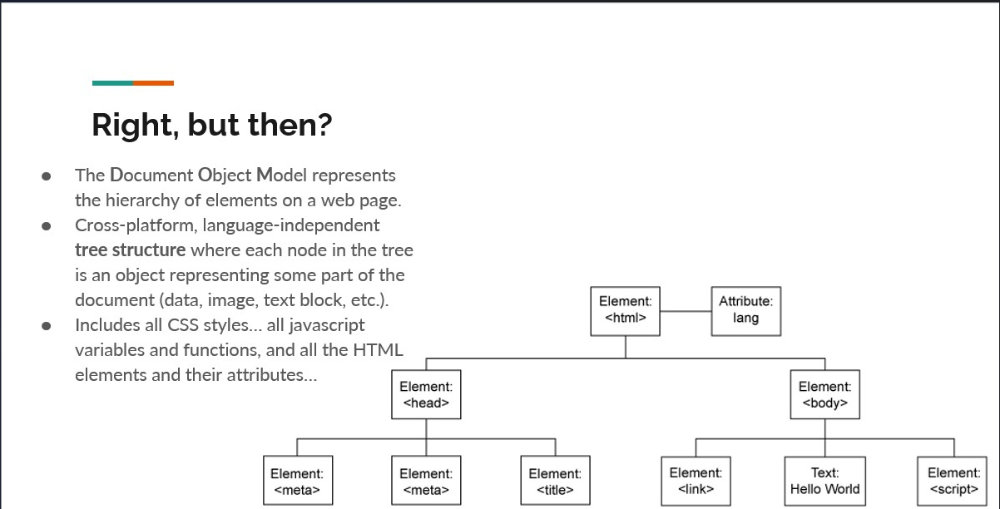 Right, but then?
● The Document Object Model represents
the hierarchy of elements on a web page.
● Cross-platform, language-independent
tree structure where each node in the tree
is an object representing some part of the
document (data, image, text block, etc.).
● Includes all CSS styles... all javascript
variables and functions, and all the HTML
elements and their attributes...
Element:
<html>
Attribute:
lang
Element:
<head>
Element:
<body>
Element:
<meta>
Element:
<meta>
Element:
<title>
Element:
<link>
Text:
Hello World
Element:
<script>